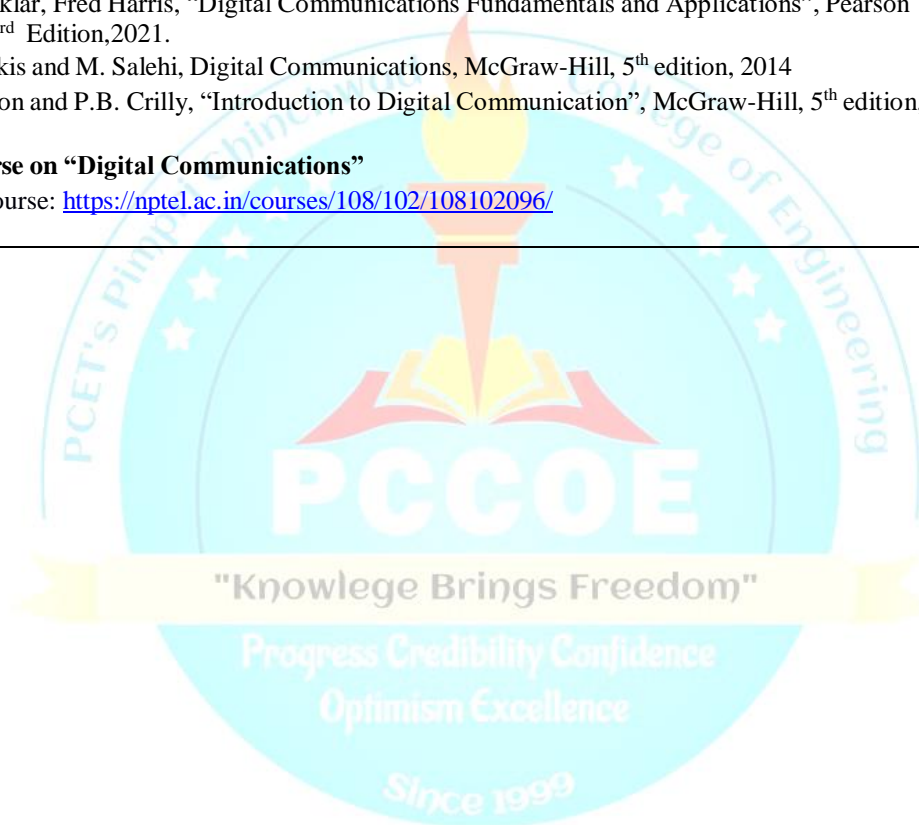 klar, Fred Harris, “Digital Communications Fundamentals and Applications”, Pearson
rd Edition,2021.
kis and M. Salehi, Digital Communications, McGraw-Hill, 5th edition, 2014
on and P.B. Crilly, “Introduction to Digital Communication”, McGraw-Hill, 5th edition
rse on “Digital Communications”
ourse: https://nptel.ac.in/courses/108/102/108102096/
PCET's Pimpri Chinchwad College of Engineering
PCCOE
"Knowlege Brings Freedom"
Progress Credibility Confidence
Optimism Excellence
Since 1999